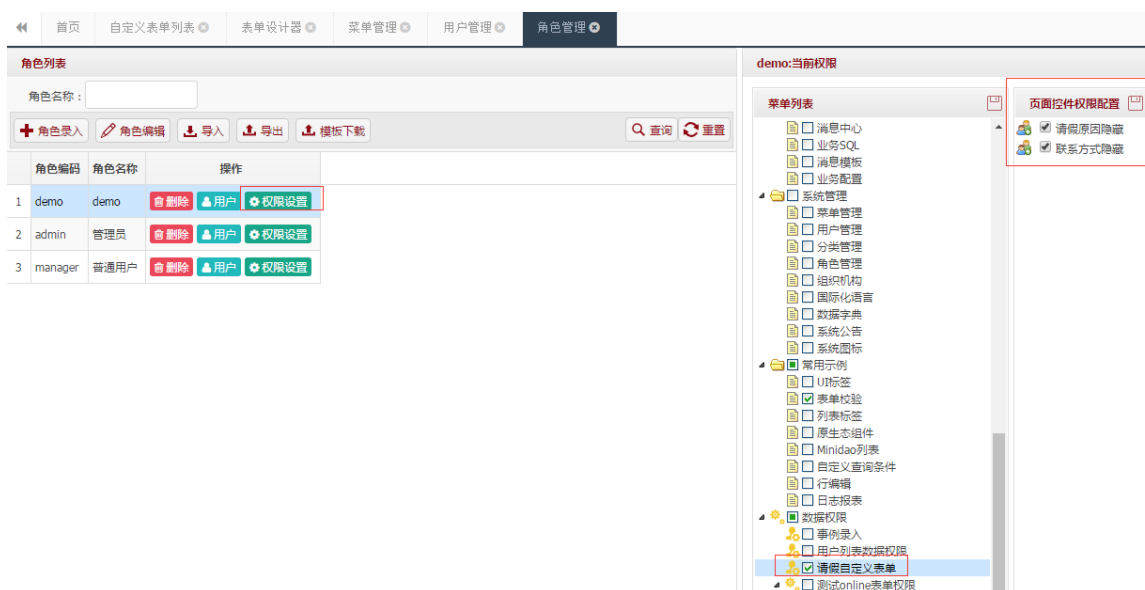 首页 自定义表单列表 表单设计器 菜单管理 用户管理 角色管理
角色列表
角色名称：
角色录入 角色编辑 导入 导出 模板下载 查询 重置
角色编码 角色名称 操作
1 demo demo 删除 用户 权限设置
2 admin 管理员 删除 用户 权限设置
3 manager 普通用户 删除 用户 权限设置
demo:当前权限
菜单列表
消息中心
业务SQL
消息模板
业务配置
系统管理
菜单管理
用户管理
分类管理
角色管理
组织机构
国际化语言
数据字典
系统公告
系统图标
常用示例
UI标签
表单校验
列表标签
原生态组件
Minidao列表
自定义查询条件
行编辑
日志报表
数据权限
事例录入
用户列表数据权限
请假自定义表单
测试online表单权限
页面控件权限配置
请假原因隐藏
联系方式隐藏